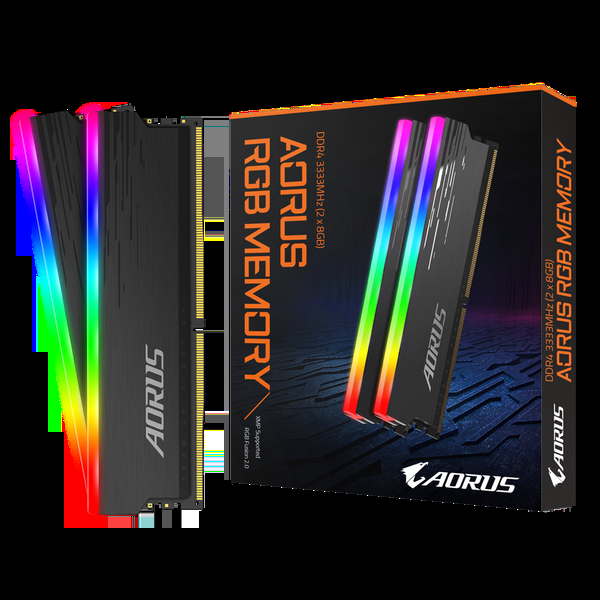 AORUS
DDR4 3333MHz (2 x 8GB)
AORUS
RGB MEMORY
XMP Supported
RGB Fusion 2.0
AORUS
AORUS
DDR4 3333MHz (2 x 8GB)
AORUS RGB MEMORY
AORUS